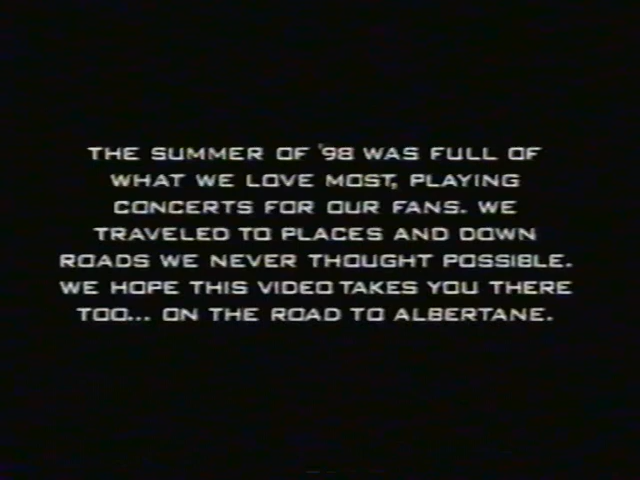 THE SUMMER OF '98 WAS FULL OF
WHAT WE LOVE MOST, PLAYING
CONCERTS FOR OUR FANS. WE
TRAVELED TO PLACES AND DOWN
ROADS WE NEVER THOUGHT POSSIBLE.
WE HOPE THIS VIDEO TAKES YOU THERE
TOO... ON THE ROAD TO ALBERTANE.